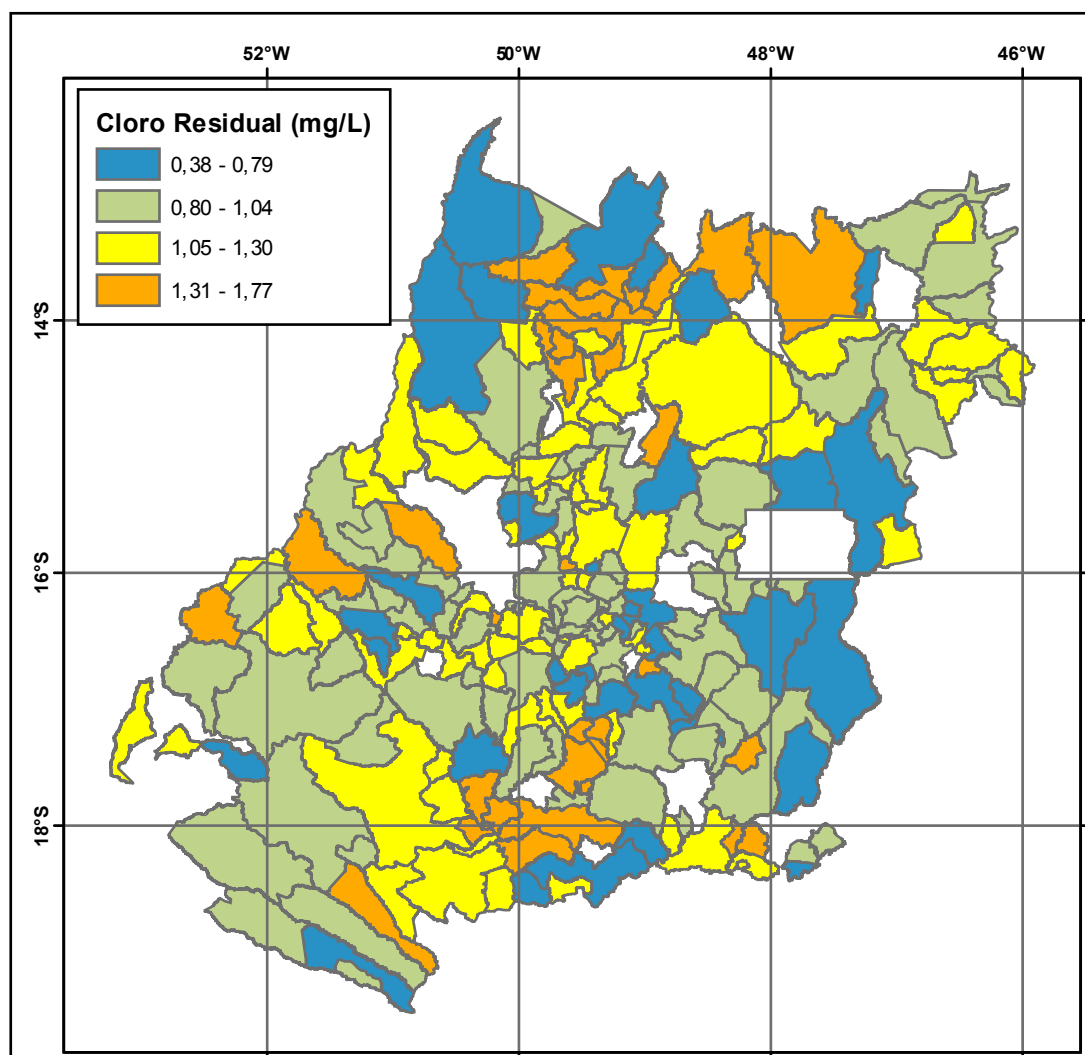 52°W 50°W 48°W 46°W
Cloro Residual (mg/L)
0,38 - 0,79
0,80 - 1,04
1,05 - 1,30
1,31 - 1,77
14°S
16°S
18°S